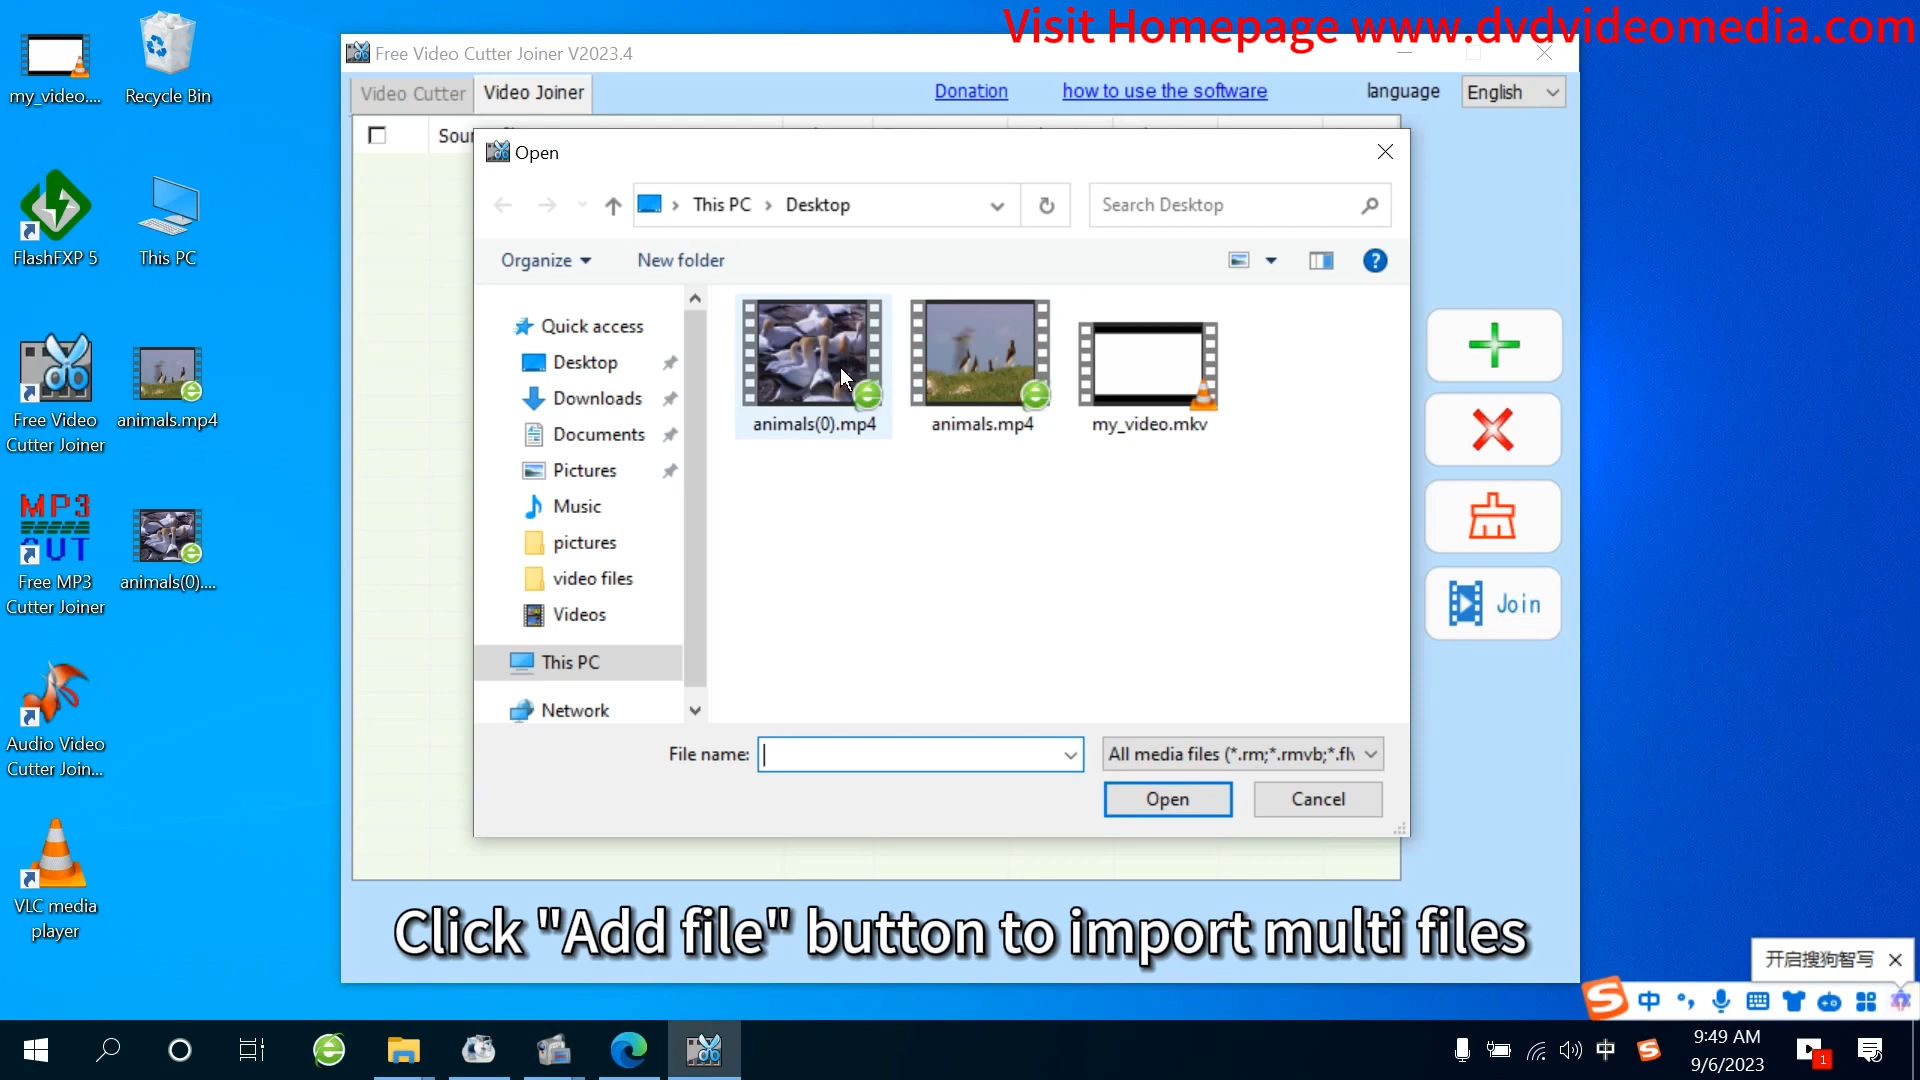 Visit Homepage www.dvdvideomedia.com
my_video....
Recycle Bin
FlashFXP 5
This PC
Free Video
Cutter Joiner
animals.mp4
MP3
CUT
Free MP3
Cutter Joiner
animals(0)....
Audio Video
Cutter Join...
VLC media
player
Free Video Cutter Joiner V2023.4
Video Cutter
Video Joiner
Donation
how to use the software
language
English
Sour
Open
This PC
Desktop
Search Desktop
Organize
New folder
Quick access
Desktop
Downloads
Documents
Pictures
Music
pictures
video files
Videos
This PC
Network
animals(0).mp4
animals.mp4
my_video.mkv
File name:
All media files (*.rm;*.rmvb;*.flv
Open
Cancel
Join
Click "Add file" button to import multi files
开启搜狗智写
中
中
9:49 AM
9/6/2023
1